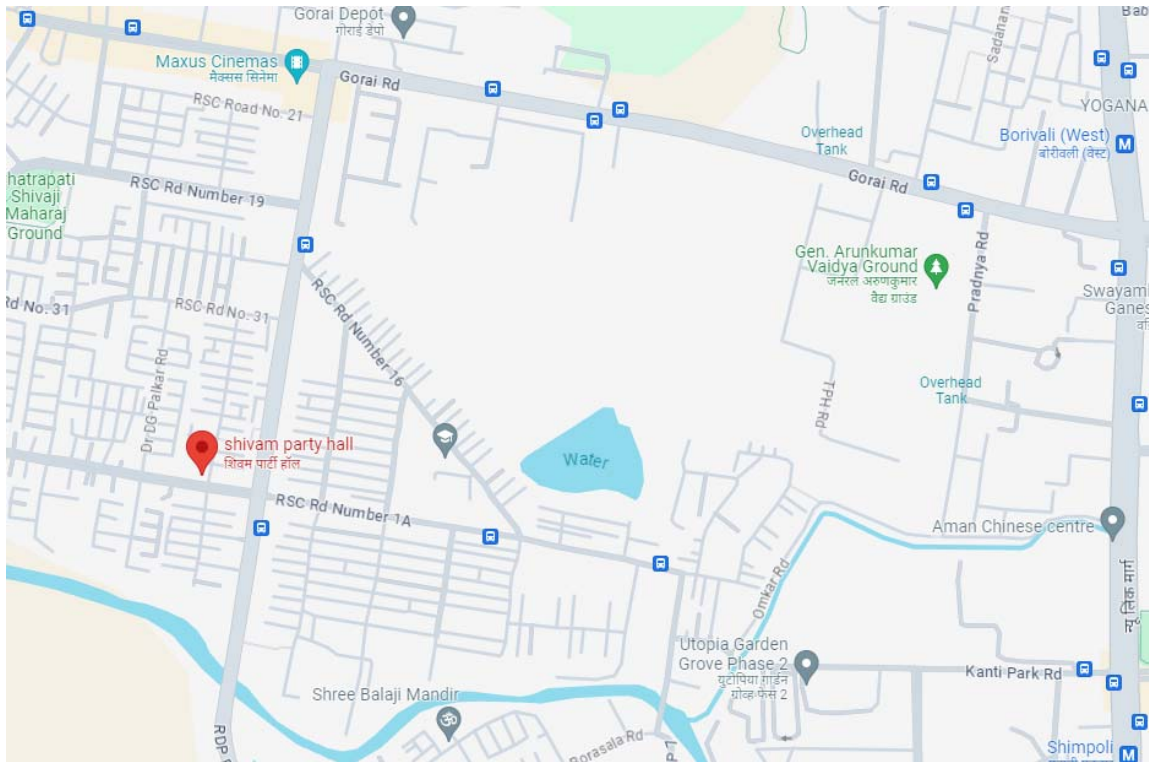 Gorai Depot
गोराई डेपो
Maxus Cinemas
मॅक्सस सिनेमा
Gorai Rd
RSC Road No. 21
RSC Rd Number 19
hatrapati
Shivaji
Maharaj
Ground
Rd No. 31
RSC Rd No. 31
RSC Rd Number 16
Dr DG Palkar Rd
shivam party hall
शिवम पार्टी हॉल
RSC Rd Number 1A
Water
Shree Balaji Mandir
RDP
Borasala Rd
Utopia Garden
Grove Phase 2
युटोपिया गार्डन
ग्रोव्ह फेस 2
Omkar Rd
Kanti Park Rd
Shimpoli
Aman Chinese centre
न्यू लिंक मार्ग
TPH Rd
Overhead
Tank
Gen. Arunkumar
Vaidya Ground
जनरल अरुणकुमार
वैद्य ग्राउंड
Pradnya Rd
Gorai Rd
Overhead
Tank
Swayam
Ganes
Borivali (West)
बोरीवली (वेस्ट)
YOGANA
Sadanan
Bab